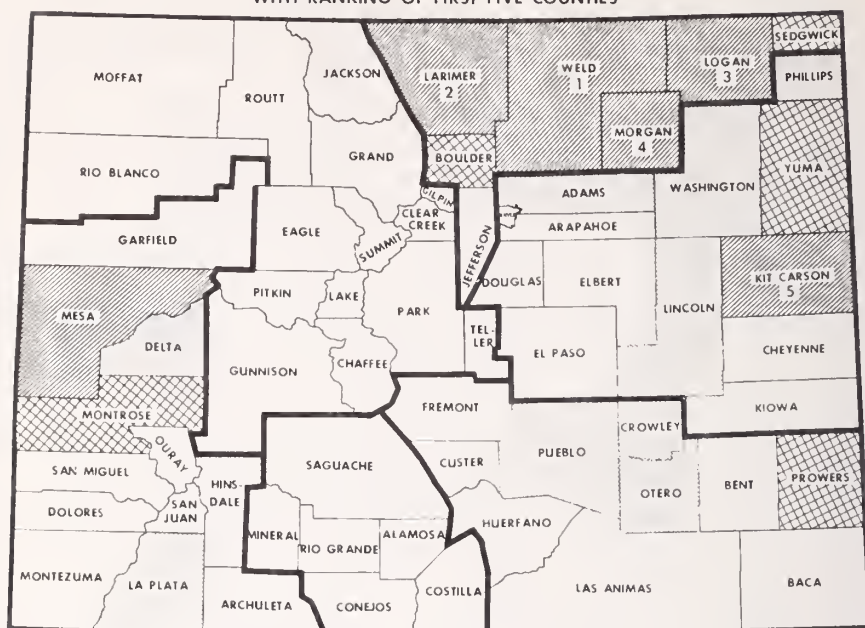 WITH RANKING OF FIRST FIVE COUNTIES
MOFFAT
ROUTT
JACKSON
LARIMER
2
WELD
1
LOGAN
3
SEDGWICK
PHILLIPS
MORGAN
4
RIO BLANCO
GRAND
BOULDER
WASHINGTON
YUMA
GILPIN
CLEAR
CREEK
ADAMS
ARAPAHOE
GARFIELD
EAGLE
SUMMIT
JEFFERSON
DOUGLAS
ELBERT
LINCOLN
KIT CARSON
5
MESA
PITKIN
LAKE
PARK
TEL-
LER
EL PASO
CHEYENNE
DELTA
GUNNISON
CHAFFEE
KIOWA
MONTROSE
FREMONT
CROWLEY
OURAY
SAGUACHE
CUSTER
PUEBLO
SAN MIGUEL
HINS-
DALE
OTERO
BENT
PROWERS
DOLORES
SAN
JUAN
MINERAL
RIO GRANDE
ALAMOSA
HUERFANO
MONTEZUMA
LA PLATA
ARCHULETA
CONEJOS
COSTILLA
LAS ANIMAS
BACA